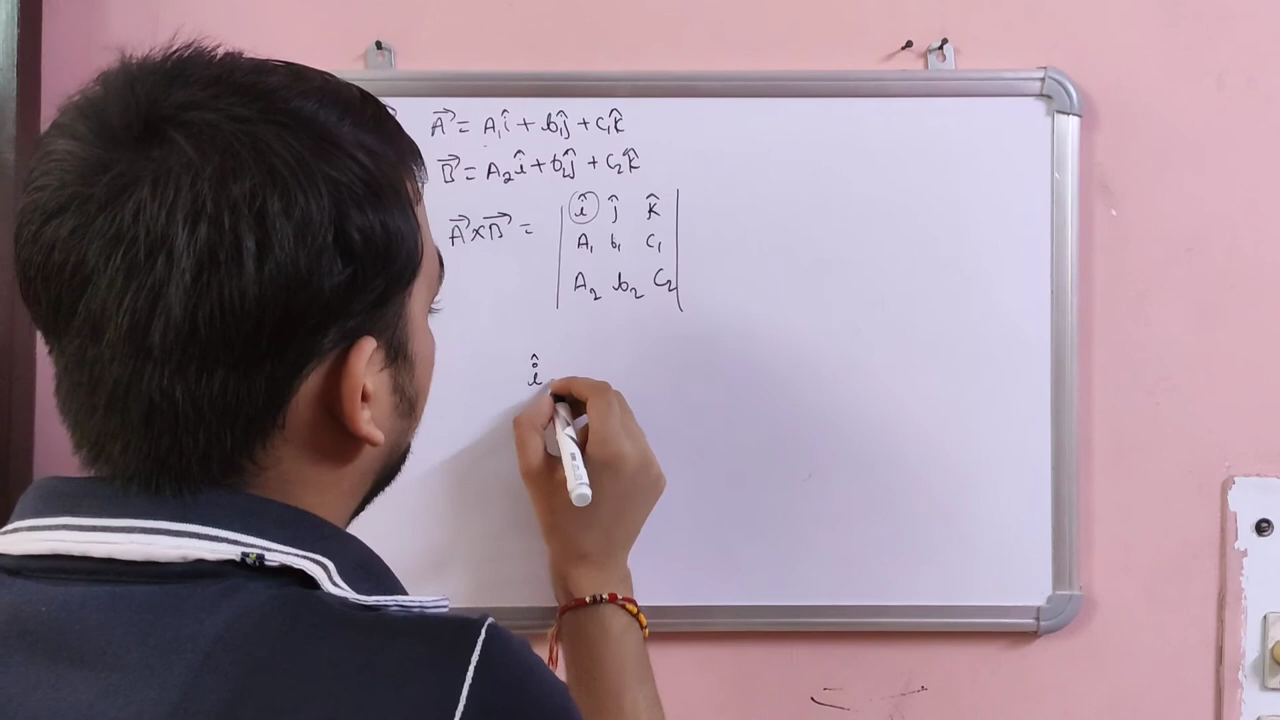 A⃗ = A₁î + b₁ĵ + C₁k̂
B⃗ = A₂î + b₂ĵ + C₂k̂
A⃗ × B⃗ = | î ĵ k̂ |
| A₁ b₁ C₁ |
| A₂ b₂ C₂ |
î